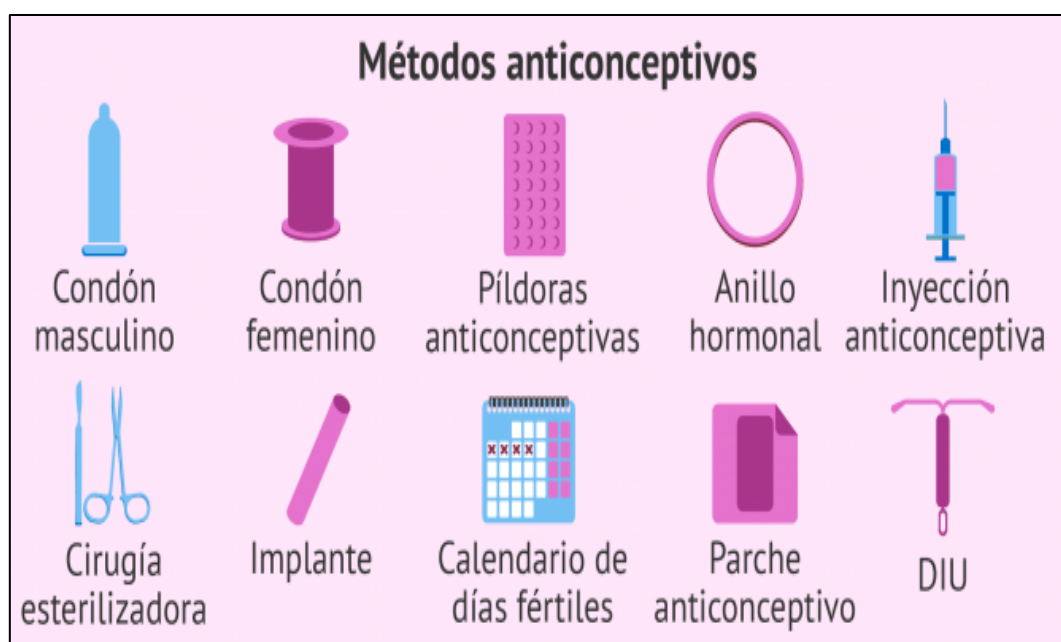 Métodos anticonceptivos
Condón
masculino
Condón
femenino
Píldoras
anticonceptivas
Anillo
hormonal
Inyección
anticonceptiva
Cirugía
esterilizadora
Implante
Calendario de
días fértiles
Parche
anticonceptivo
DIU